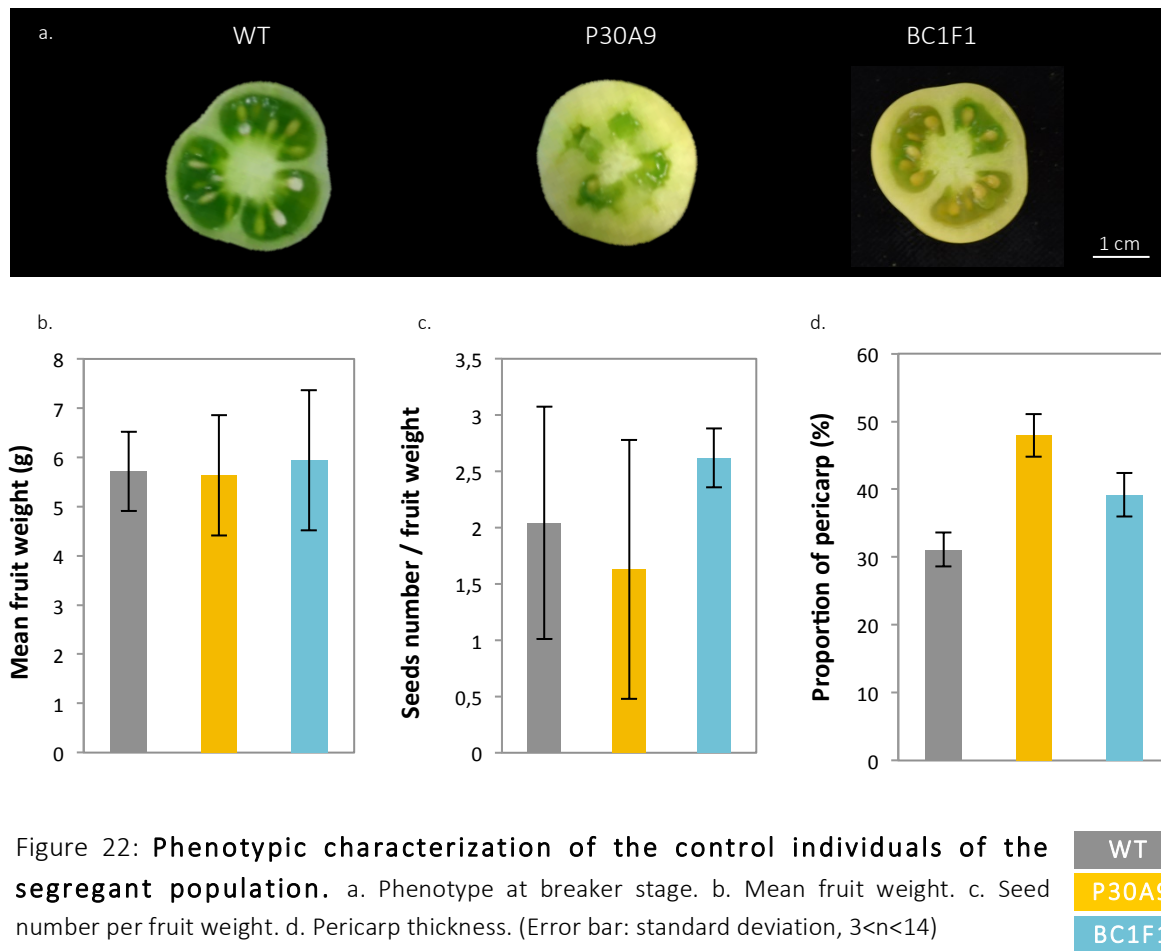 a. WT P30A9 BC1F1
1 cm
b.
8
7
6
5
4
3
2
1
0
Mean fruit weight (g)
c.
3,5
3
2,5
2
1,5
1
0,5
0
Seeds number / fruit weight
d.
60
50
40
30
20
10
0
Proportion of pericarp (%)
Figure 22: Phenotypic characterization of the control individuals of the
segregant population. a. Phenotype at breaker stage. b. Mean fruit weight. c. Seed
number per fruit weight. d. Pericarp thickness. (Error bar: standard deviation, 3<n<14)
WT
P30A9
BC1F1